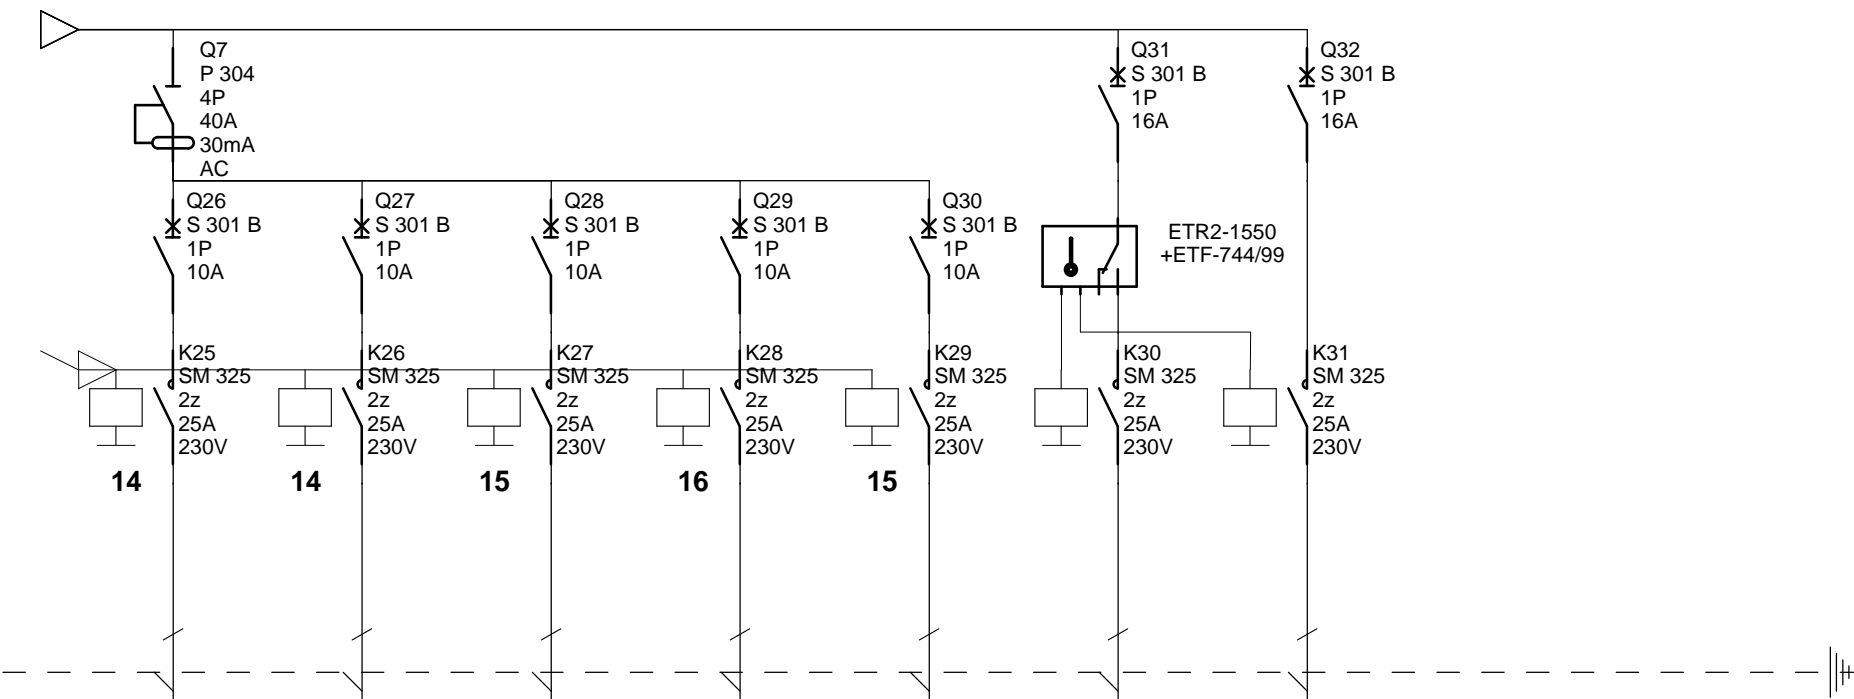 Q7
P 304
4P
40A
30mA
AC
Q31
S 301 B
1P
16A
Q32
S 301 B
1P
16A
Q26
S 301 B
1P
10A
Q27
S 301 B
1P
10A
Q28
S 301 B
1P
10A
Q29
S 301 B
1P
10A
Q30
S 301 B
1P
10A
ETR2-1550
+ETF-744/99
K25
SM 325
2z
25A
230V
K26
SM 325
2z
25A
230V
K27
SM 325
2z
25A
230V
K28
SM 325
2z
25A
230V
K29
SM 325
2z
25A
230V
K30
SM 325
2z
25A
230V
K31
SM 325
2z
25A
230V
14
14
15
16
15